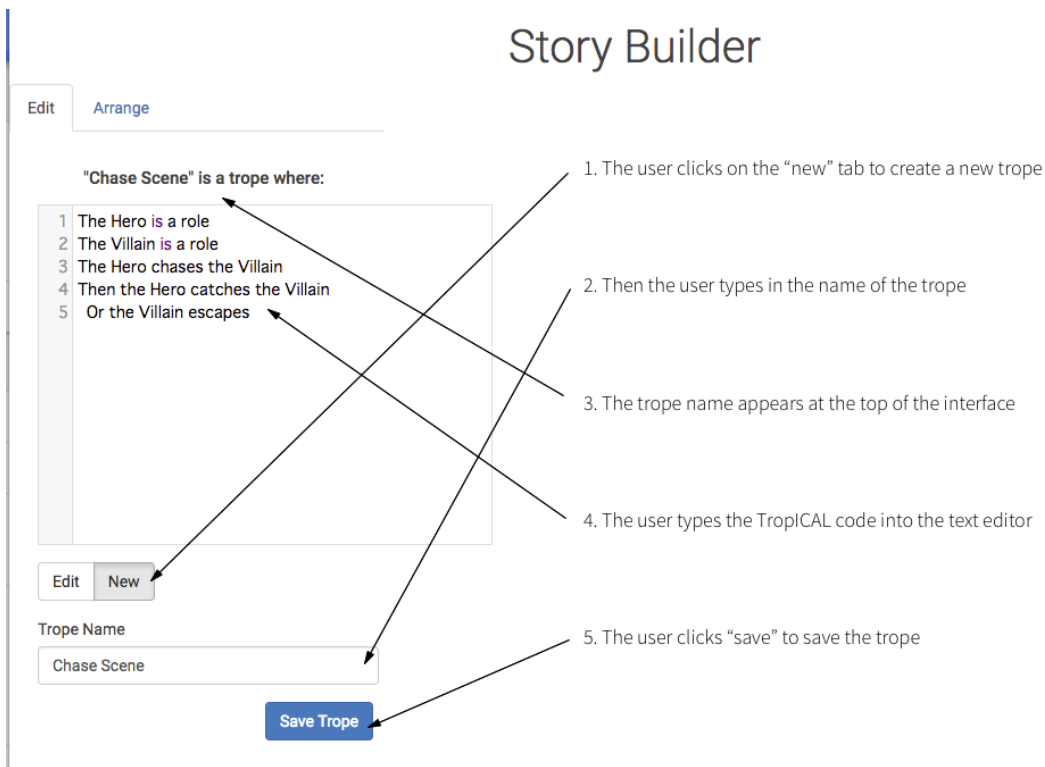 Story Builder
Edit Arrange
"Chase Scene" is a trope where:
1 The Hero is a role
2 The Villain is a role
3 The Hero chases the Villain
4 Then the Hero catches the Villain
5 Or the Villain escapes
Edit New
Trope Name
Chase Scene
Save Trope
1. The user clicks on the “new” tab to create a new trope
2. Then the user types in the name of the trope
3. The trope name appears at the top of the interface
4. The user types the TropICAL code into the text editor
5. The user clicks “save” to save the trope